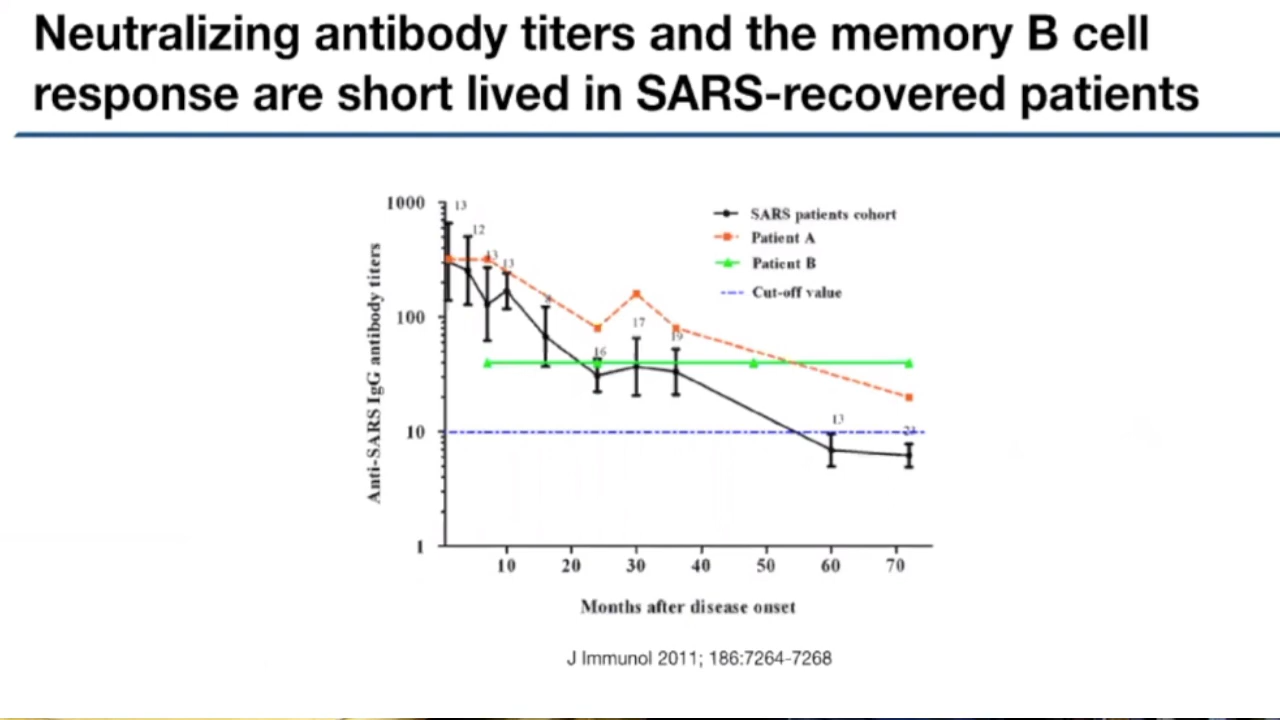 Neutralizing antibody titers and the memory B cell
response are short lived in SARS-recovered patients
1000
100
10
1
Anti-SARS IgG antibody titers
13
12
13
13
16
17
19
13
SARS patients cohort
Patient A
Patient B
Cut-off value
10 20 30 40 50 60 70
Months after disease onset
J Immunol 2011; 186:7264-7268